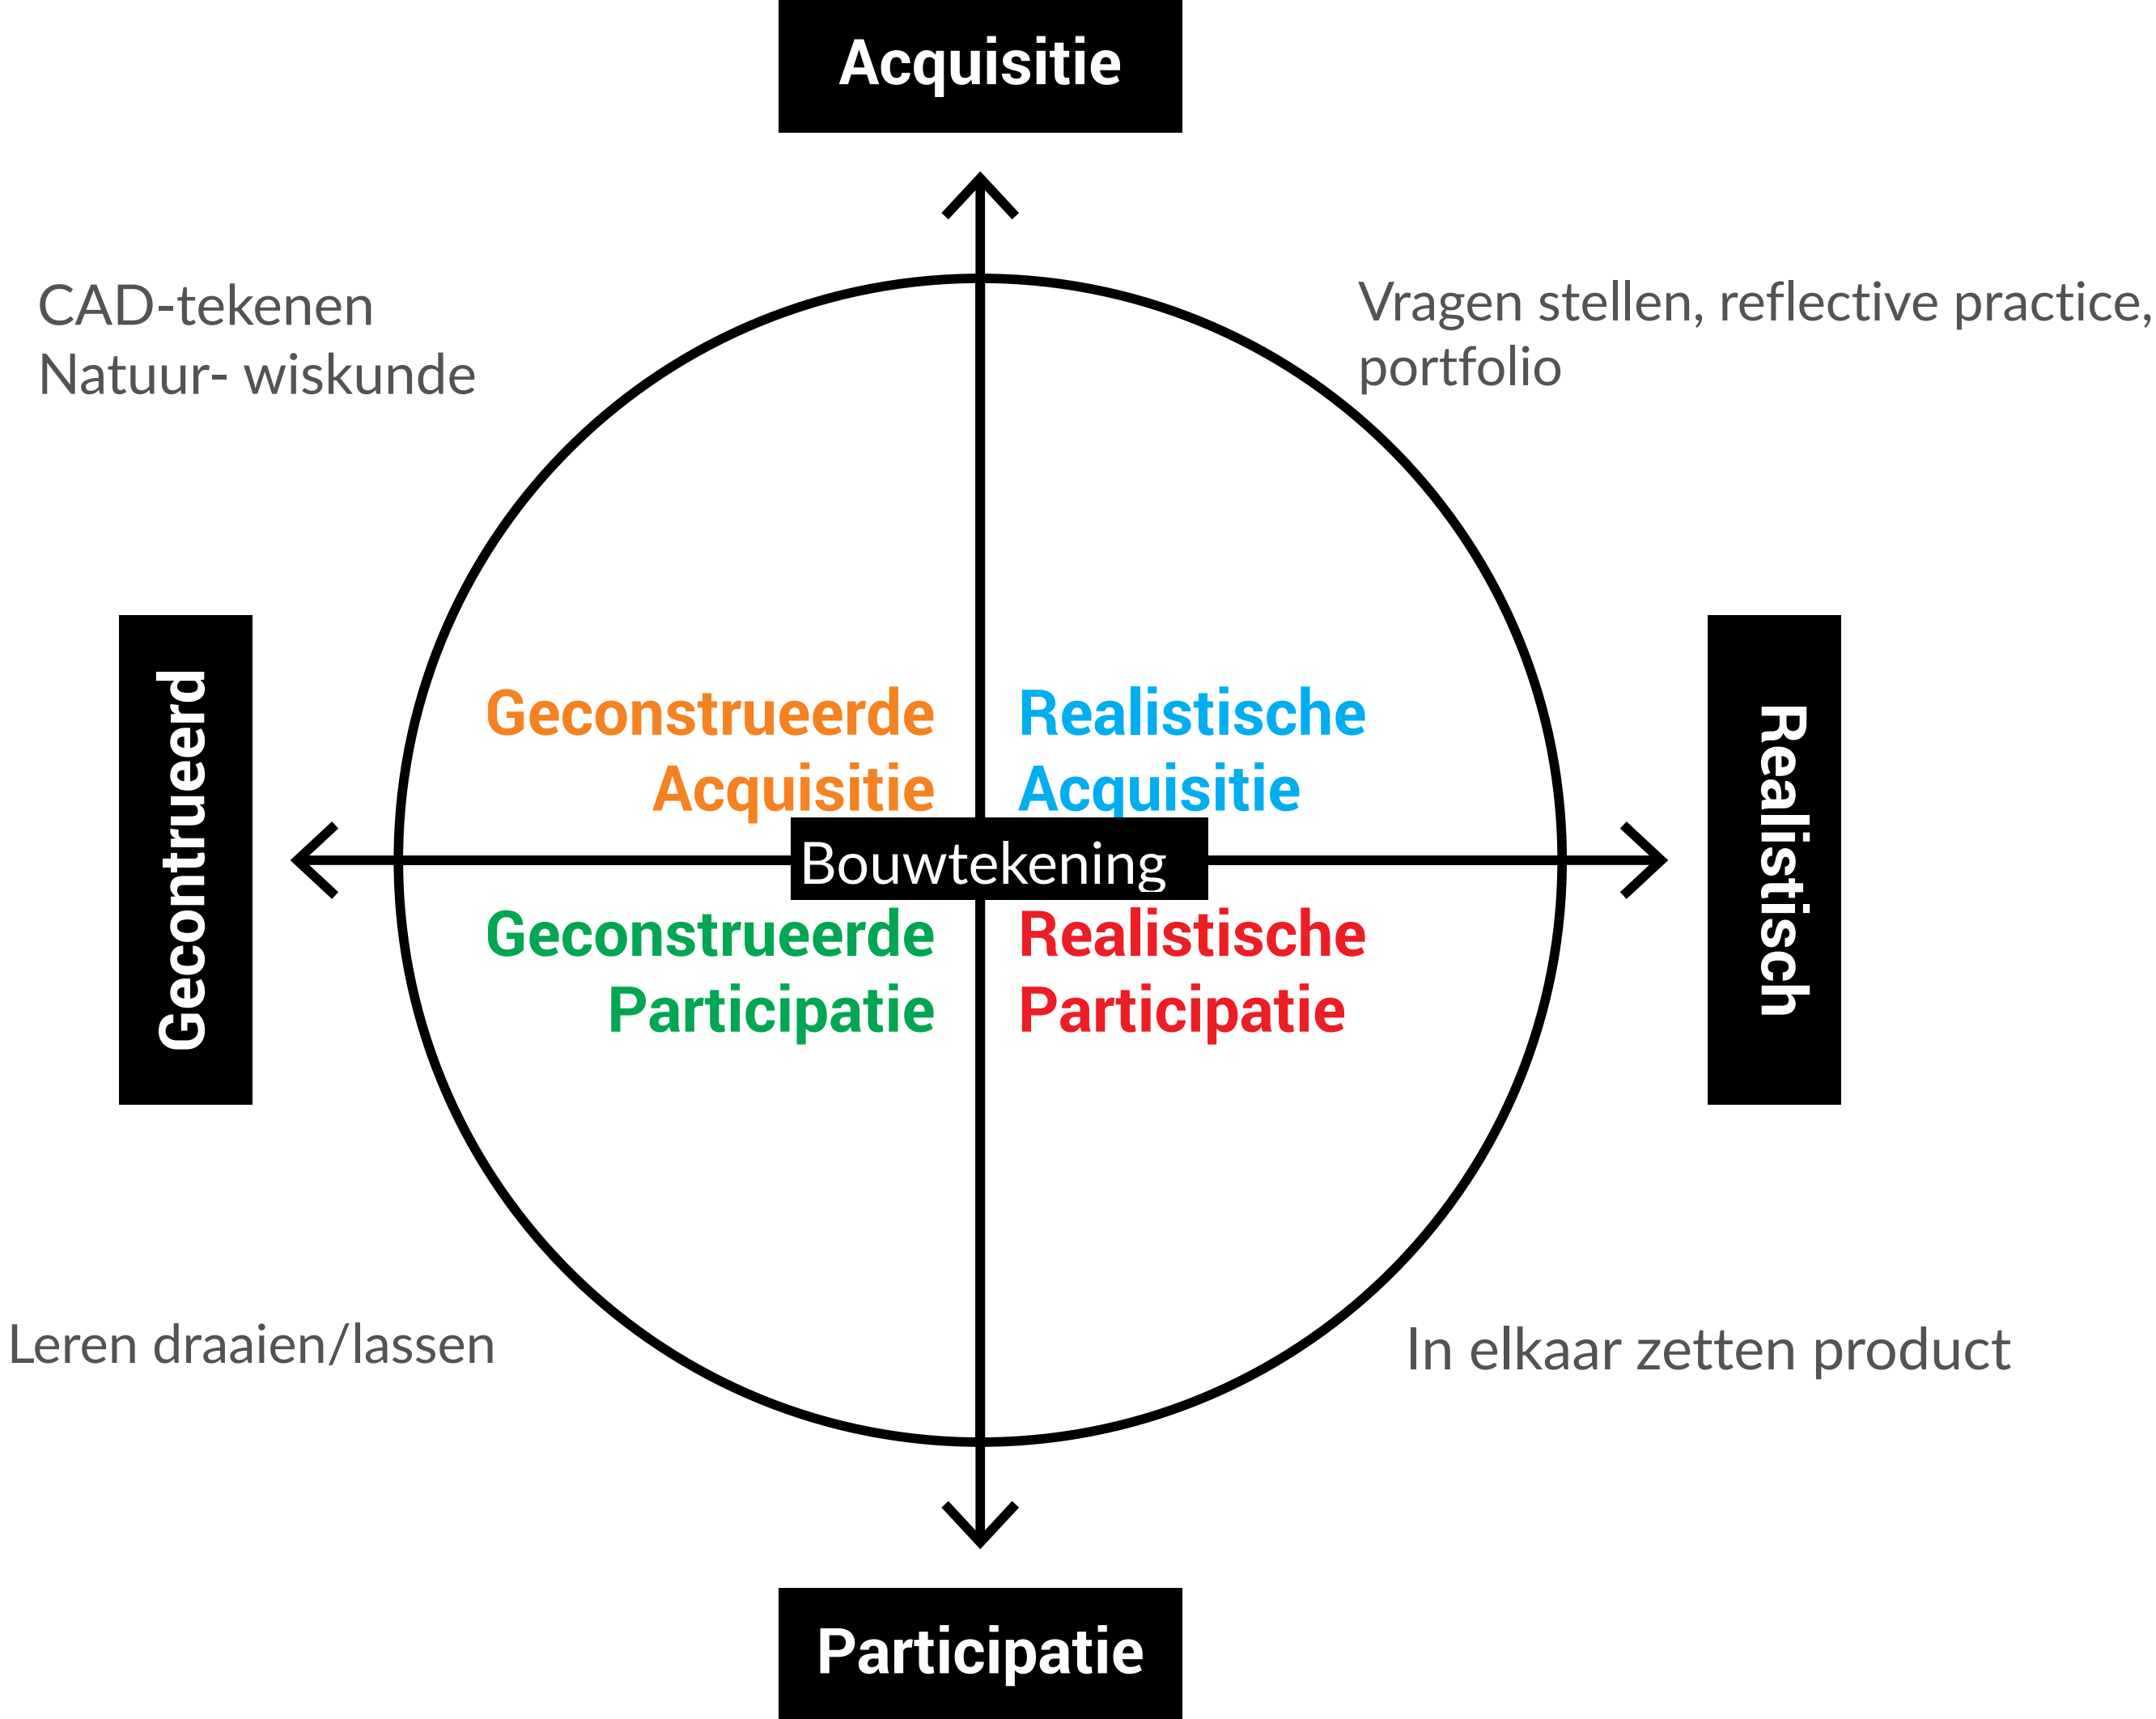 Acquisitie
CAD-tekenen
Natuur- wiskunde
Vragen stellen, reflective practice,
portfolio
Gecontrueerd
Geconstrueerde
Acquisitie
Realistische
Acquisitie
Realistisch
Bouwtekening
Geconstrueerde
Participatie
Realistische
Participatie
Leren draaien/lassen
In elkaar zetten product
Participatie